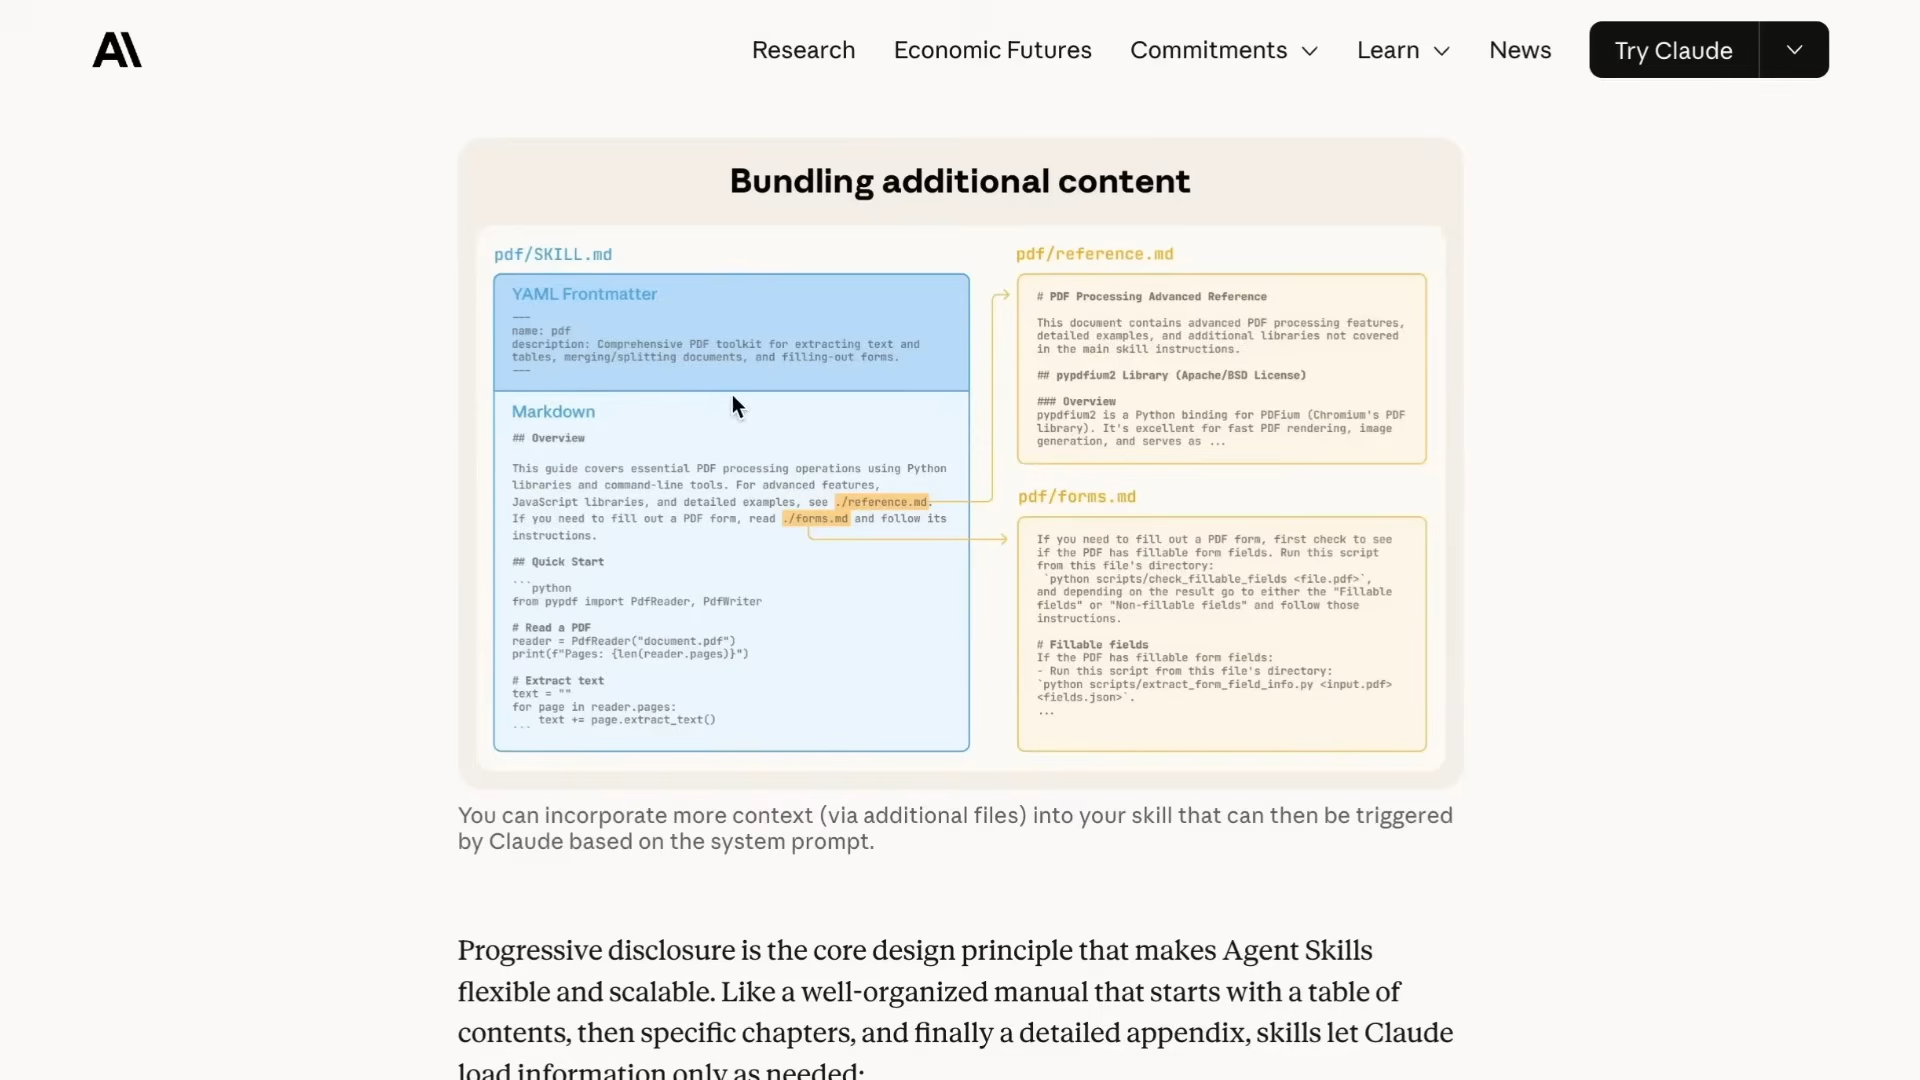 Research
Economic Futures
Commitments
Learn
News
Try Claude
Bundling additional content
pdf/SKILL.md
YAML Frontmatter
---
name: pdf
description: Comprehensive PDF toolkit for extracting text and
tables, merging/splitting documents, and filling-out forms.
---
Markdown
## Overview
This guide covers essential PDF processing operations using Python
libraries and command-line tools. For advanced features,
JavaScript libraries, and detailed examples, see ./reference.md.
If you need to fill out a PDF form, read ./forms.md and follow its
instructions.
## Quick Start
```python
from pypdf import PdfReader, PdfWriter
# Read a PDF
reader = PdfReader("document.pdf")
print(f"Pages: {len(reader.pages)}")
# Extract text
text = ""
for page in reader.pages:
    text += page.extract_text()
```
pdf/reference.md
# PDF Processing Advanced Reference
This document contains advanced PDF processing features,
detailed examples, and additional libraries not covered
in the main skill instructions.
## pypdfium2 Library (Apache/BSD License)
### Overview
pypdfium2 is a Python binding for PDFium (Chromium's PDF
library). It's excellent for fast PDF rendering, image
generation, and serves as ...
pdf/forms.md
If you need to fill out a PDF form, first check to see
if the PDF has fillable form fields. Run this script
from this file's directory:
`python scripts/check_fillable_fields <file.pdf>`,
and depending on the result go to either the "Fillable
fields" or "Non-fillable fields" and follow those
instructions.
# Fillable fields
If the PDF has fillable form fields:
- Run this script from this file's directory:
`python scripts/extract_form_field_info.py <input.pdf>
<fields.json>`.
...
You can incorporate more context (via additional files) into your skill that can then be triggered
by Claude based on the system prompt.
Progressive disclosure is the core design principle that makes Agent Skills
flexible and scalable. Like a well-organized manual that starts with a table of
contents, then specific chapters, and finally a detailed appendix, skills let Claude
load information only as needed: